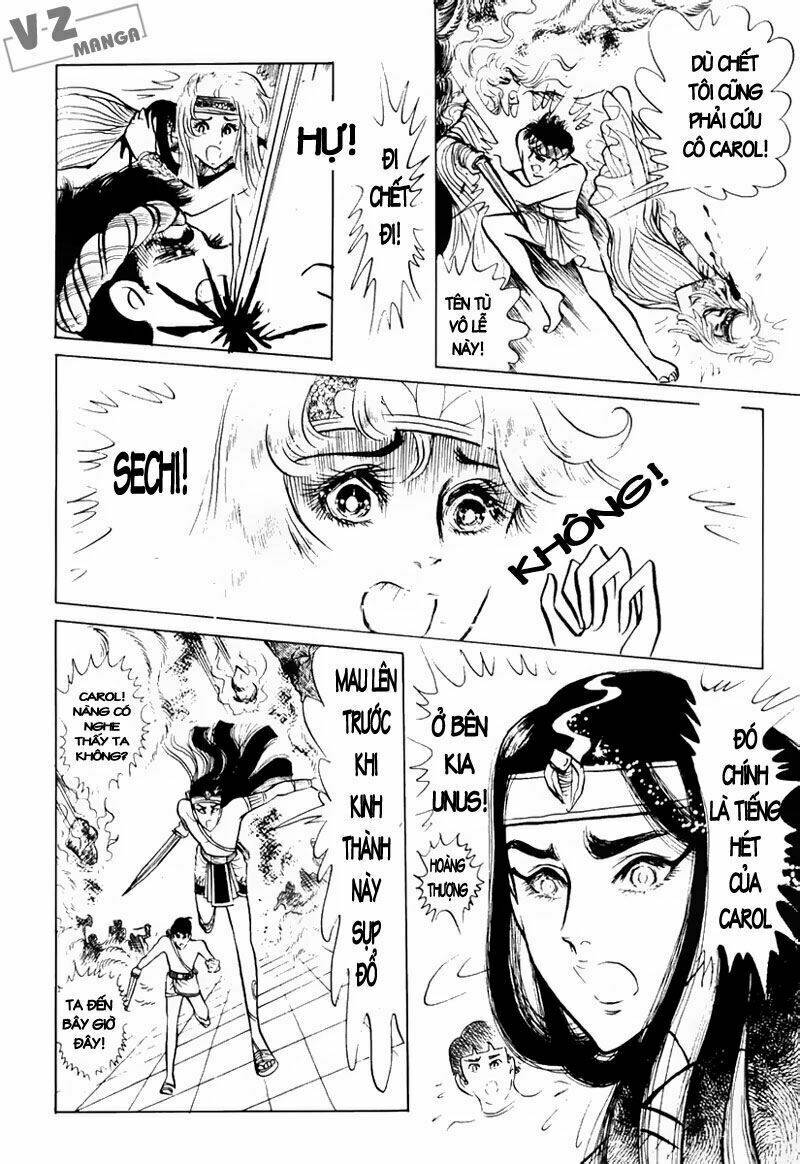 V-Z
MANGA
DÙ CHẾT
TÔI CŨNG
PHẢI CỨU
CÔ CAROL!
TÊN TÙ
VÔ LỄ
NÀY!
ĐI
CHẾT
ĐI!
HỰ!
SECHI!
KHÔNG!
ĐÓ
CHÍNH
LÀ TIẾNG
HÉT
CỦA
CAROL
Ở BÊN
KIA
UNUS!
HOÀNG
THƯỢNG
MAU LÊN
TRƯỚC
KHI
KINH
THÀNH
NÀY
SỤP
ĐỔ
CAROL!
NÀNG CÓ
NGHE
THẤY TA
KHÔNG?
TA ĐẾN
BÂY GIỜ
ĐÂY!